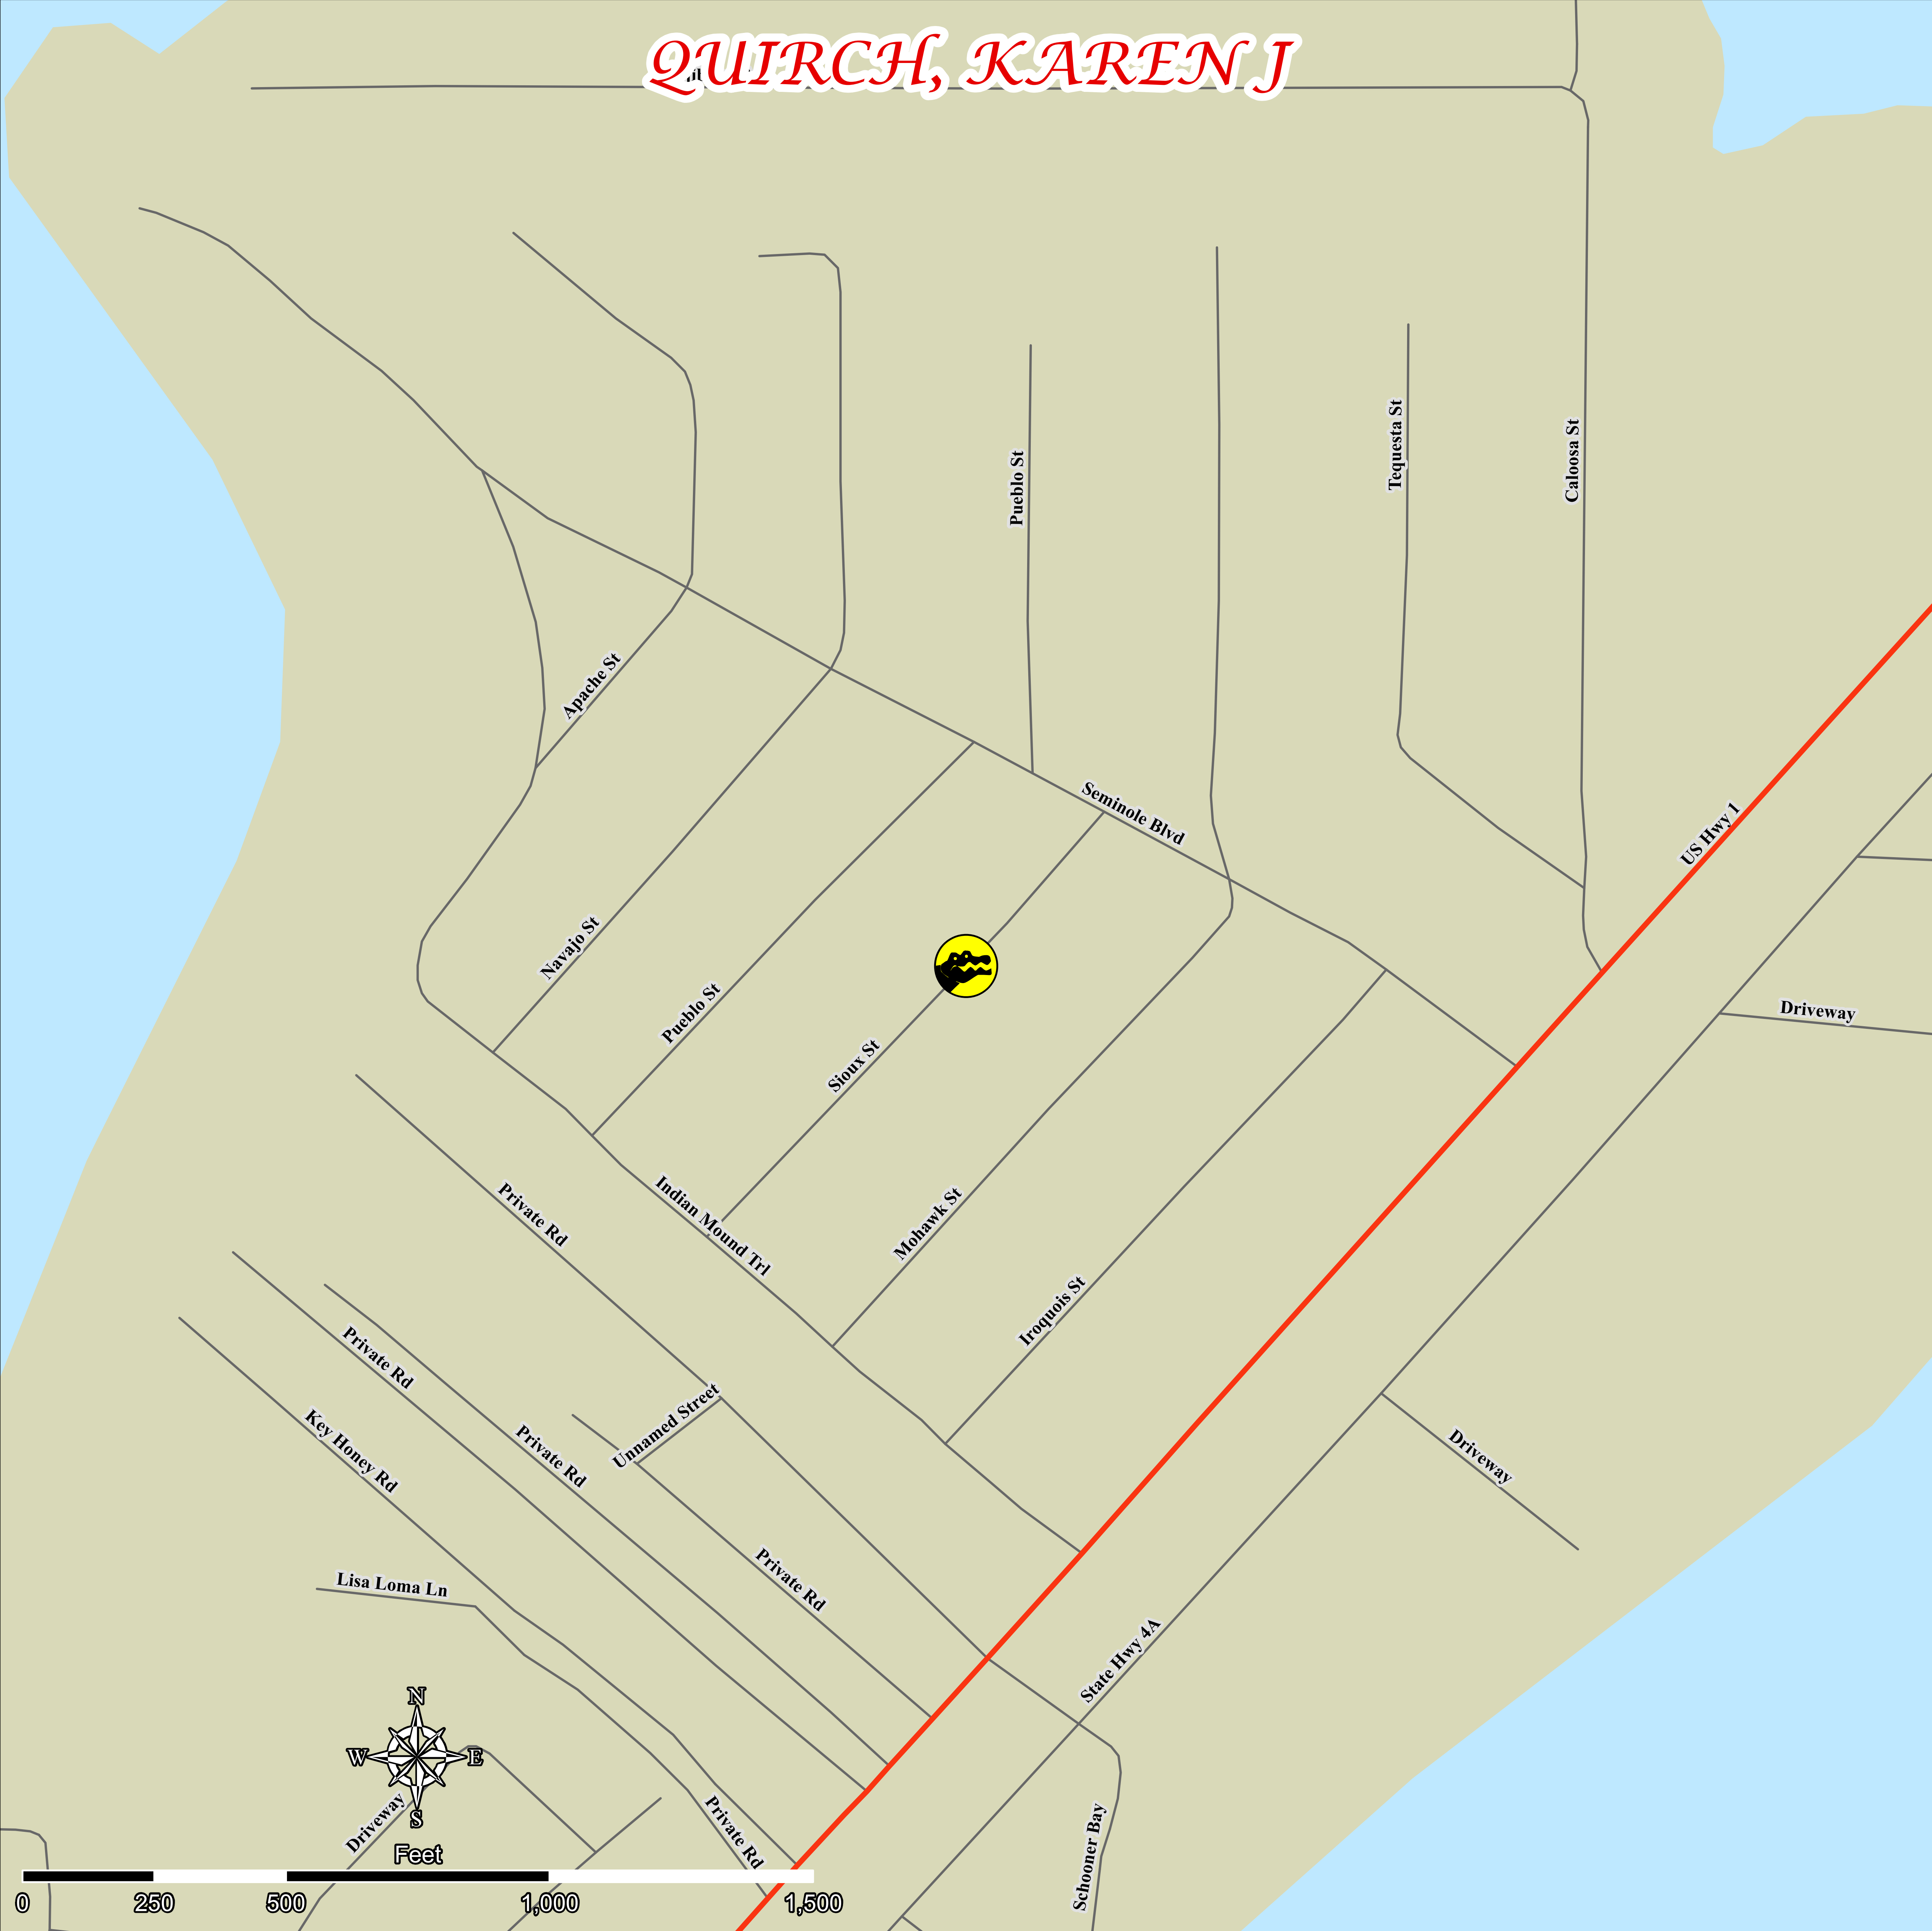 QUIRCH, KAREN J
Pueblo St
Tequesta St
Caloosa St
Apache St
Seminole Blvd
US Hwy 1
Navajo St
Pueblo St
Driveway
Sioux St
Indian Mound Trl
Private Rd
Mohawk St
Iroquois St
Private Rd
Unnamed Street
Key Honey Rd
Private Rd
Driveway
Private Rd
Lisa Loma Ln
State Hwy 4A
N
W
E
S
Driveway
Private Rd
Schooner Bay
Feet
0
250
500
1,000
1,500